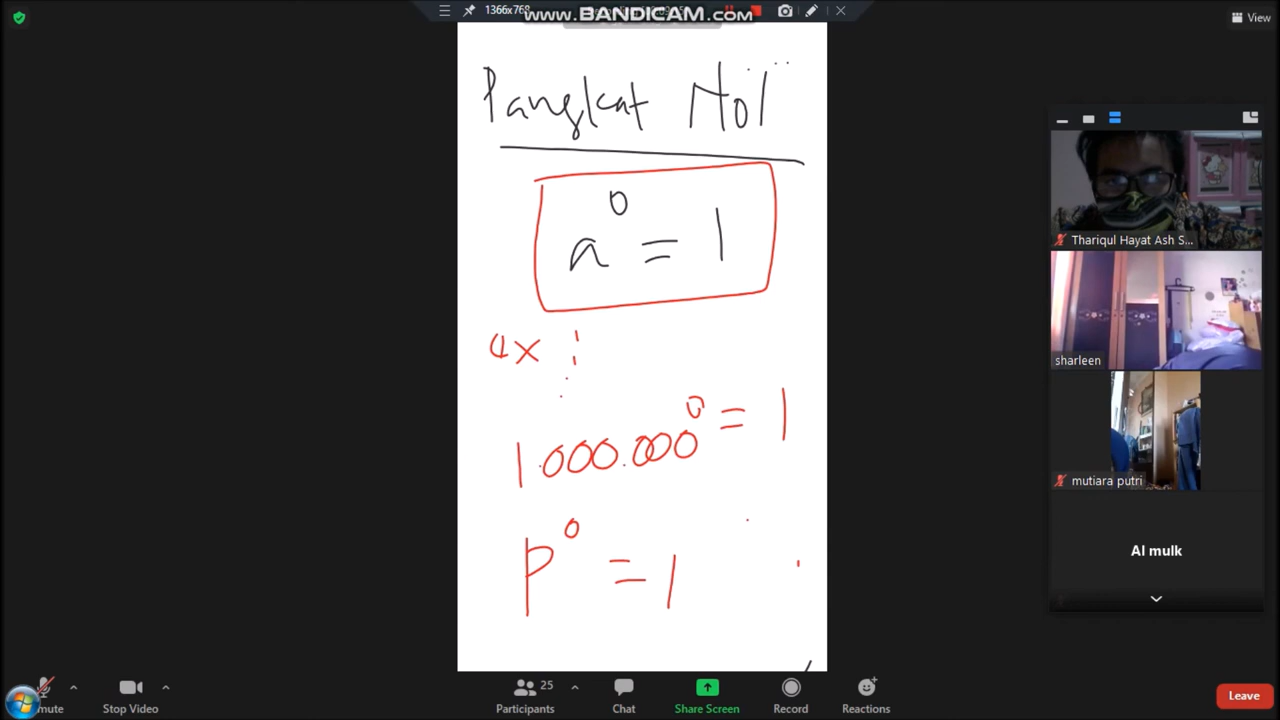 1366x768
www.BANDICAM.com
View
Pangkat Nol
a⁰ = 1
4x :
1.000.000⁰ = 1
p⁰ = 1
Thariqul Hayat Ash S...
sharleen
mutiara putri
Al mulk
mute
Stop Video
25
Participants
Chat
Share Screen
Record
Reactions
Leave